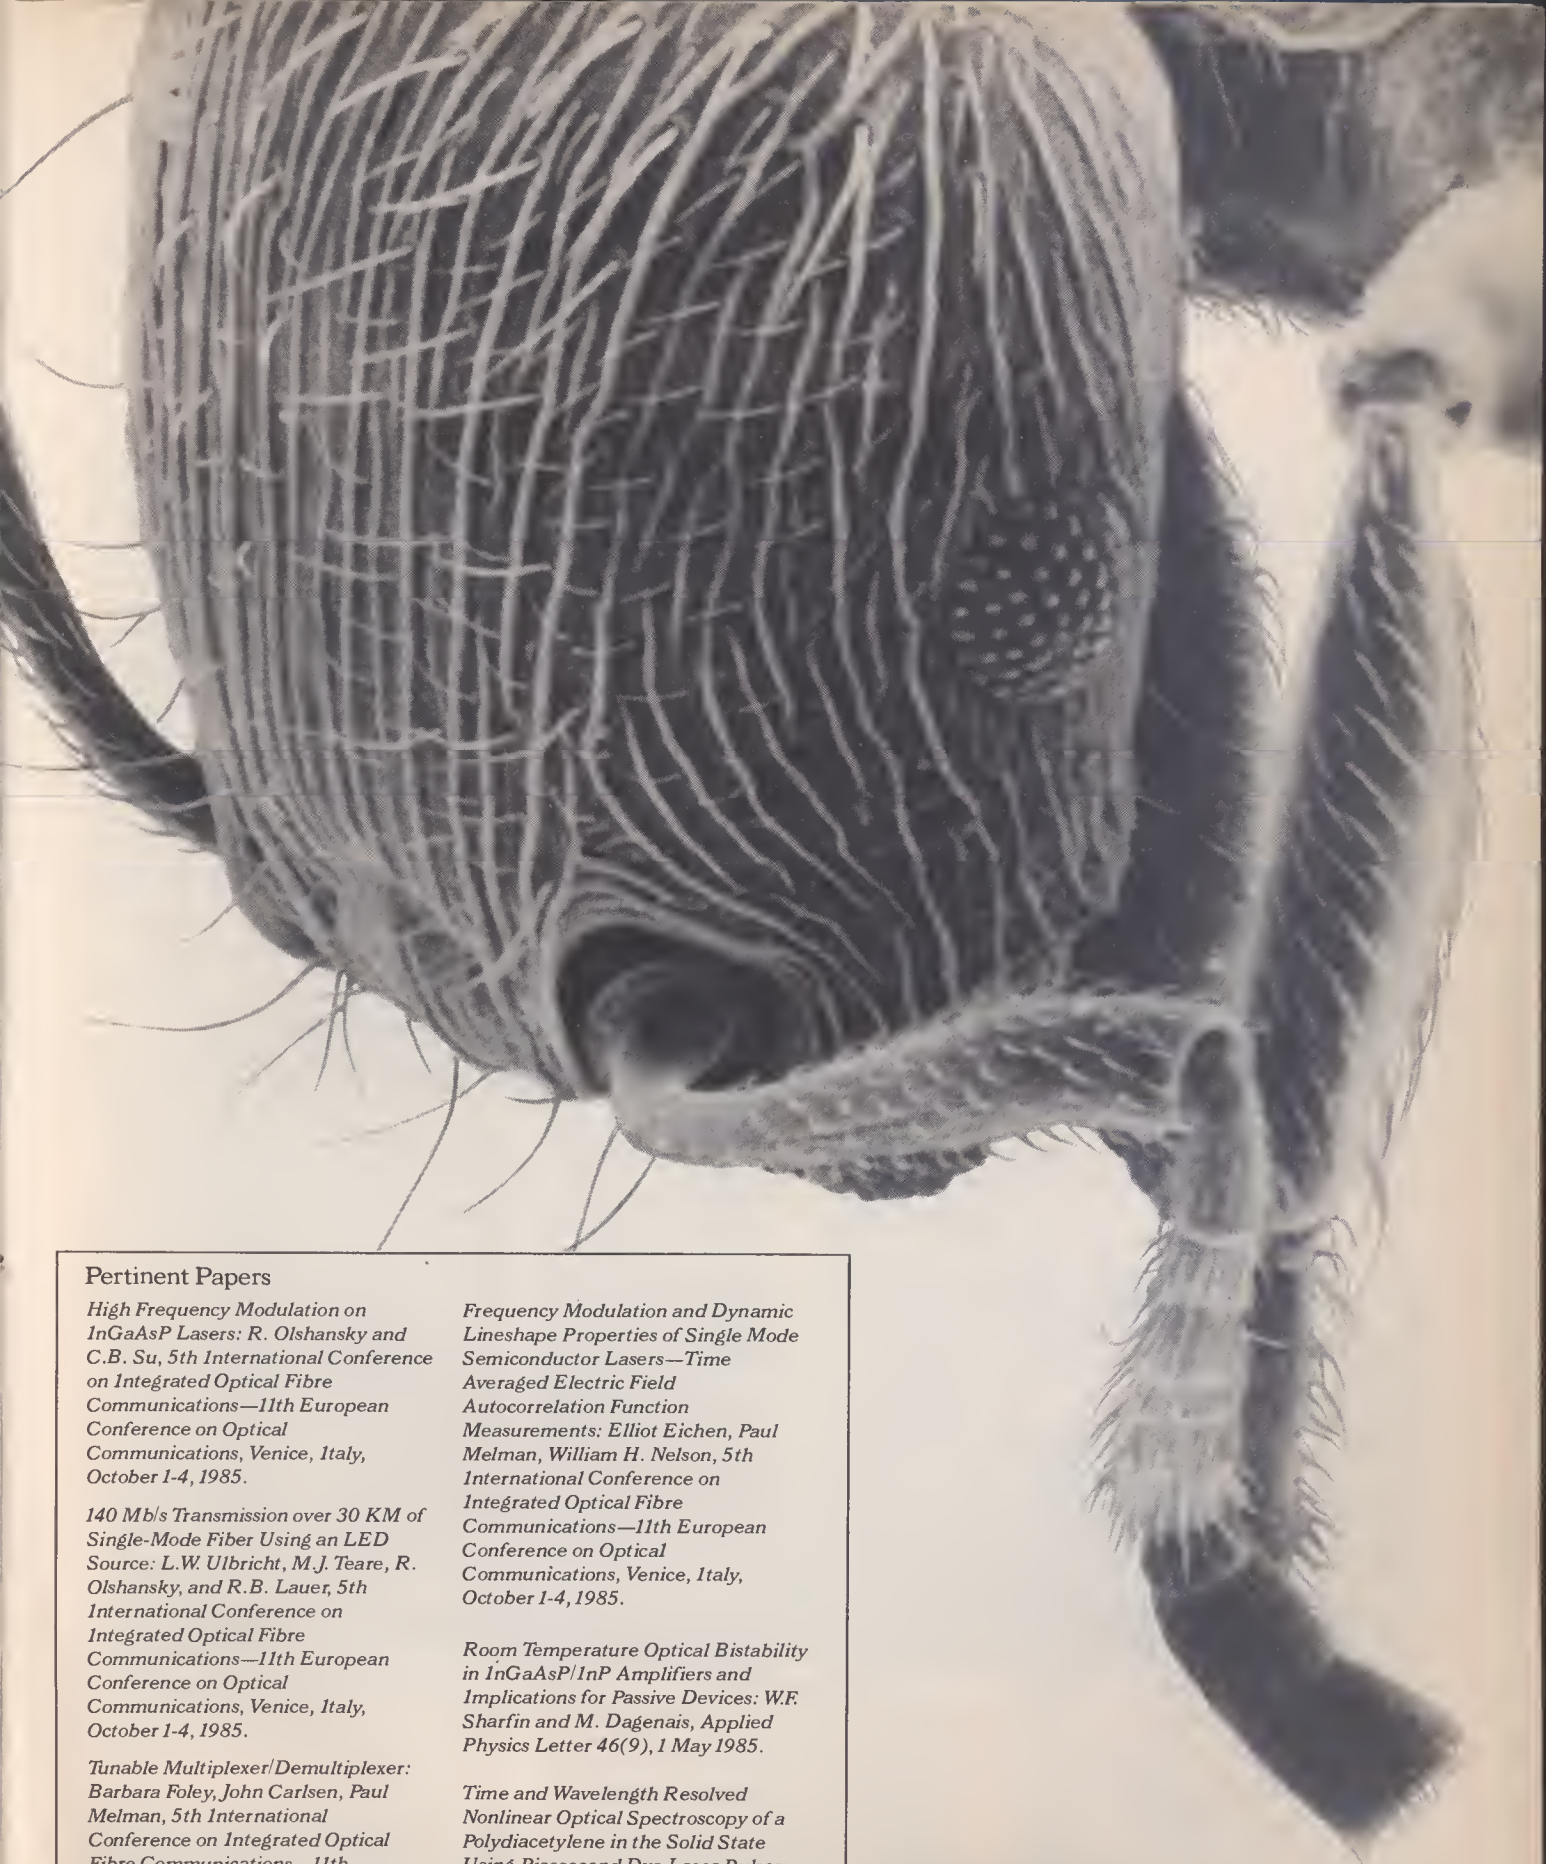 Pertinent Papers
High Frequency Modulation on
InGaAsP Lasers: R. Olshansky and
C.B. Su, 5th International Conference
on Integrated Optical Fibre
Communications—11th European
Conference on Optical
Communications, Venice, Italy,
October 1-4, 1985.
140 Mb/s Transmission over 30 KM of
Single-Mode Fiber Using an LED
Source: L.W. Ulbricht, M.J. Teare, R.
Olshansky, and R.B. Lauer, 5th
International Conference on
Integrated Optical Fibre
Communications—11th European
Conference on Optical
Communications, Venice, Italy,
October 1-4, 1985.
Tunable Multiplexer/Demultiplexer:
Barbara Foley, John Carlsen, Paul
Melman, 5th International
Conference on Integrated Optical
Fibre Communications—11th
Frequency Modulation and Dynamic
Lineshape Properties of Single Mode
Semiconductor Lasers—Time
Averaged Electric Field
Autocorrelation Function
Measurements: Elliot Eichen, Paul
Melman, William H. Nelson, 5th
International Conference on
Integrated Optical Fibre
Communications—11th European
Conference on Optical
Communications, Venice, Italy,
October 1-4, 1985.
Room Temperature Optical Bistability
in InGaAsP/InP Amplifiers and
Implications for Passive Devices: W.F.
Sharfin and M. Dagenais, Applied
Physics Letter 46(9), 1 May 1985.
Time and Wavelength Resolved
Nonlinear Optical Spectroscopy of a
Polydiacetylene in the Solid State
Using Picosecond Dye Laser